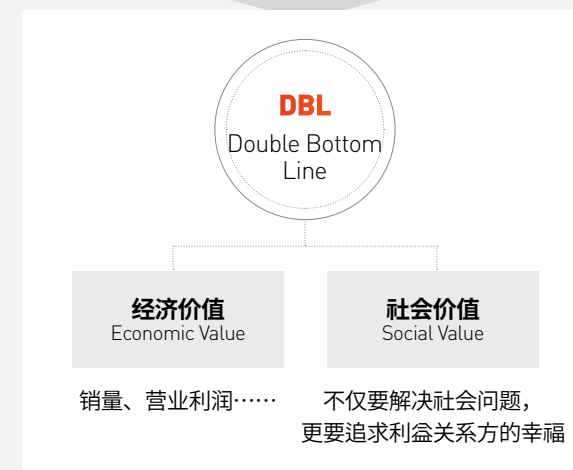 DBL
Double Bottom
Line
经济价值
Economic Value
社会价值
Social Value
销量、营业利润……
不仅要解决社会问题，
更要追求利益关系方的幸福